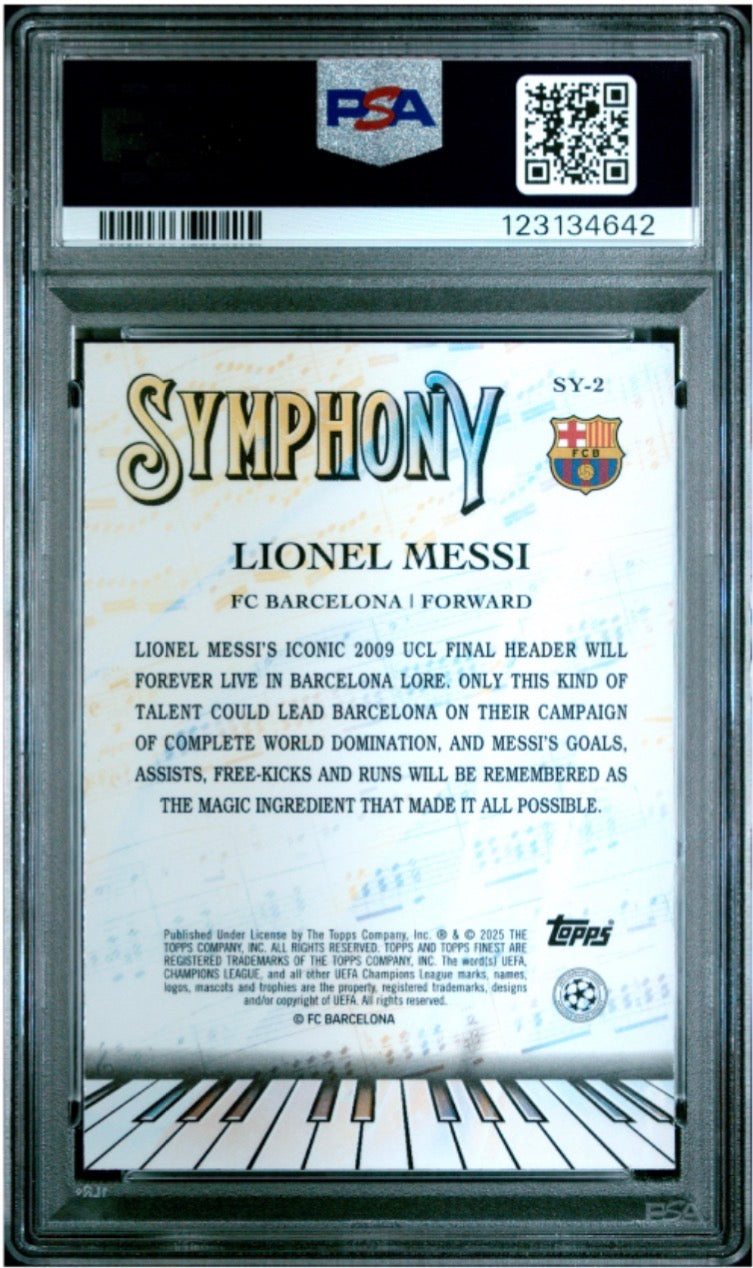 PSA
123134642
SYMPHONY
SY-2
FCB
LIONEL MESSI
FC BARCELONA | FORWARD
LIONEL MESSI'S ICONIC 2009 UCL FINAL HEADER WILL
FOREVER LIVE IN BARCELONA LORE. ONLY THIS KIND OF
TALENT COULD LEAD BARCELONA ON THEIR CAMPAIGN
OF COMPLETE WORLD DOMINATION, AND MESSI'S GOALS,
ASSISTS, FREE-KICKS AND RUNS WILL BE REMEMBERED AS
THE MAGIC INGREDIENT THAT MADE IT ALL POSSIBLE.
Published Under License by The Topps Company, Inc. ® & © 2025 THE
TOPPS COMPANY, INC. ALL RIGHTS RESERVED. TOPPS AND TOPPS FINEST ARE
REGISTERED TRADEMARKS OF THE TOPPS COMPANY, INC. The word(s) UEFA,
CHAMPIONS LEAGUE, and all other UEFA Champions League marks, names,
logos, mascots and trophies are the property, registered trademarks, designs
and/or copyright of UEFA. All rights reserved.
© FC BARCELONA
Topps
PSA